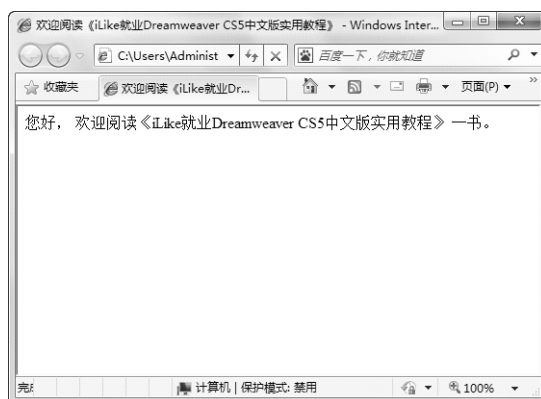 欢迎阅读《iLike就业Dreamweaver CS5中文版实用教程》 - Windows Inter...
C:\Users\Administ
百度一下,你就知道
收藏夹
欢迎阅读《iLike就业Dr...
页面(P)
»
您好, 欢迎阅读《iLike就业Dreamweaver CS5中文版实用教程》一书。
计算机 | 保护模式: 禁用
100%